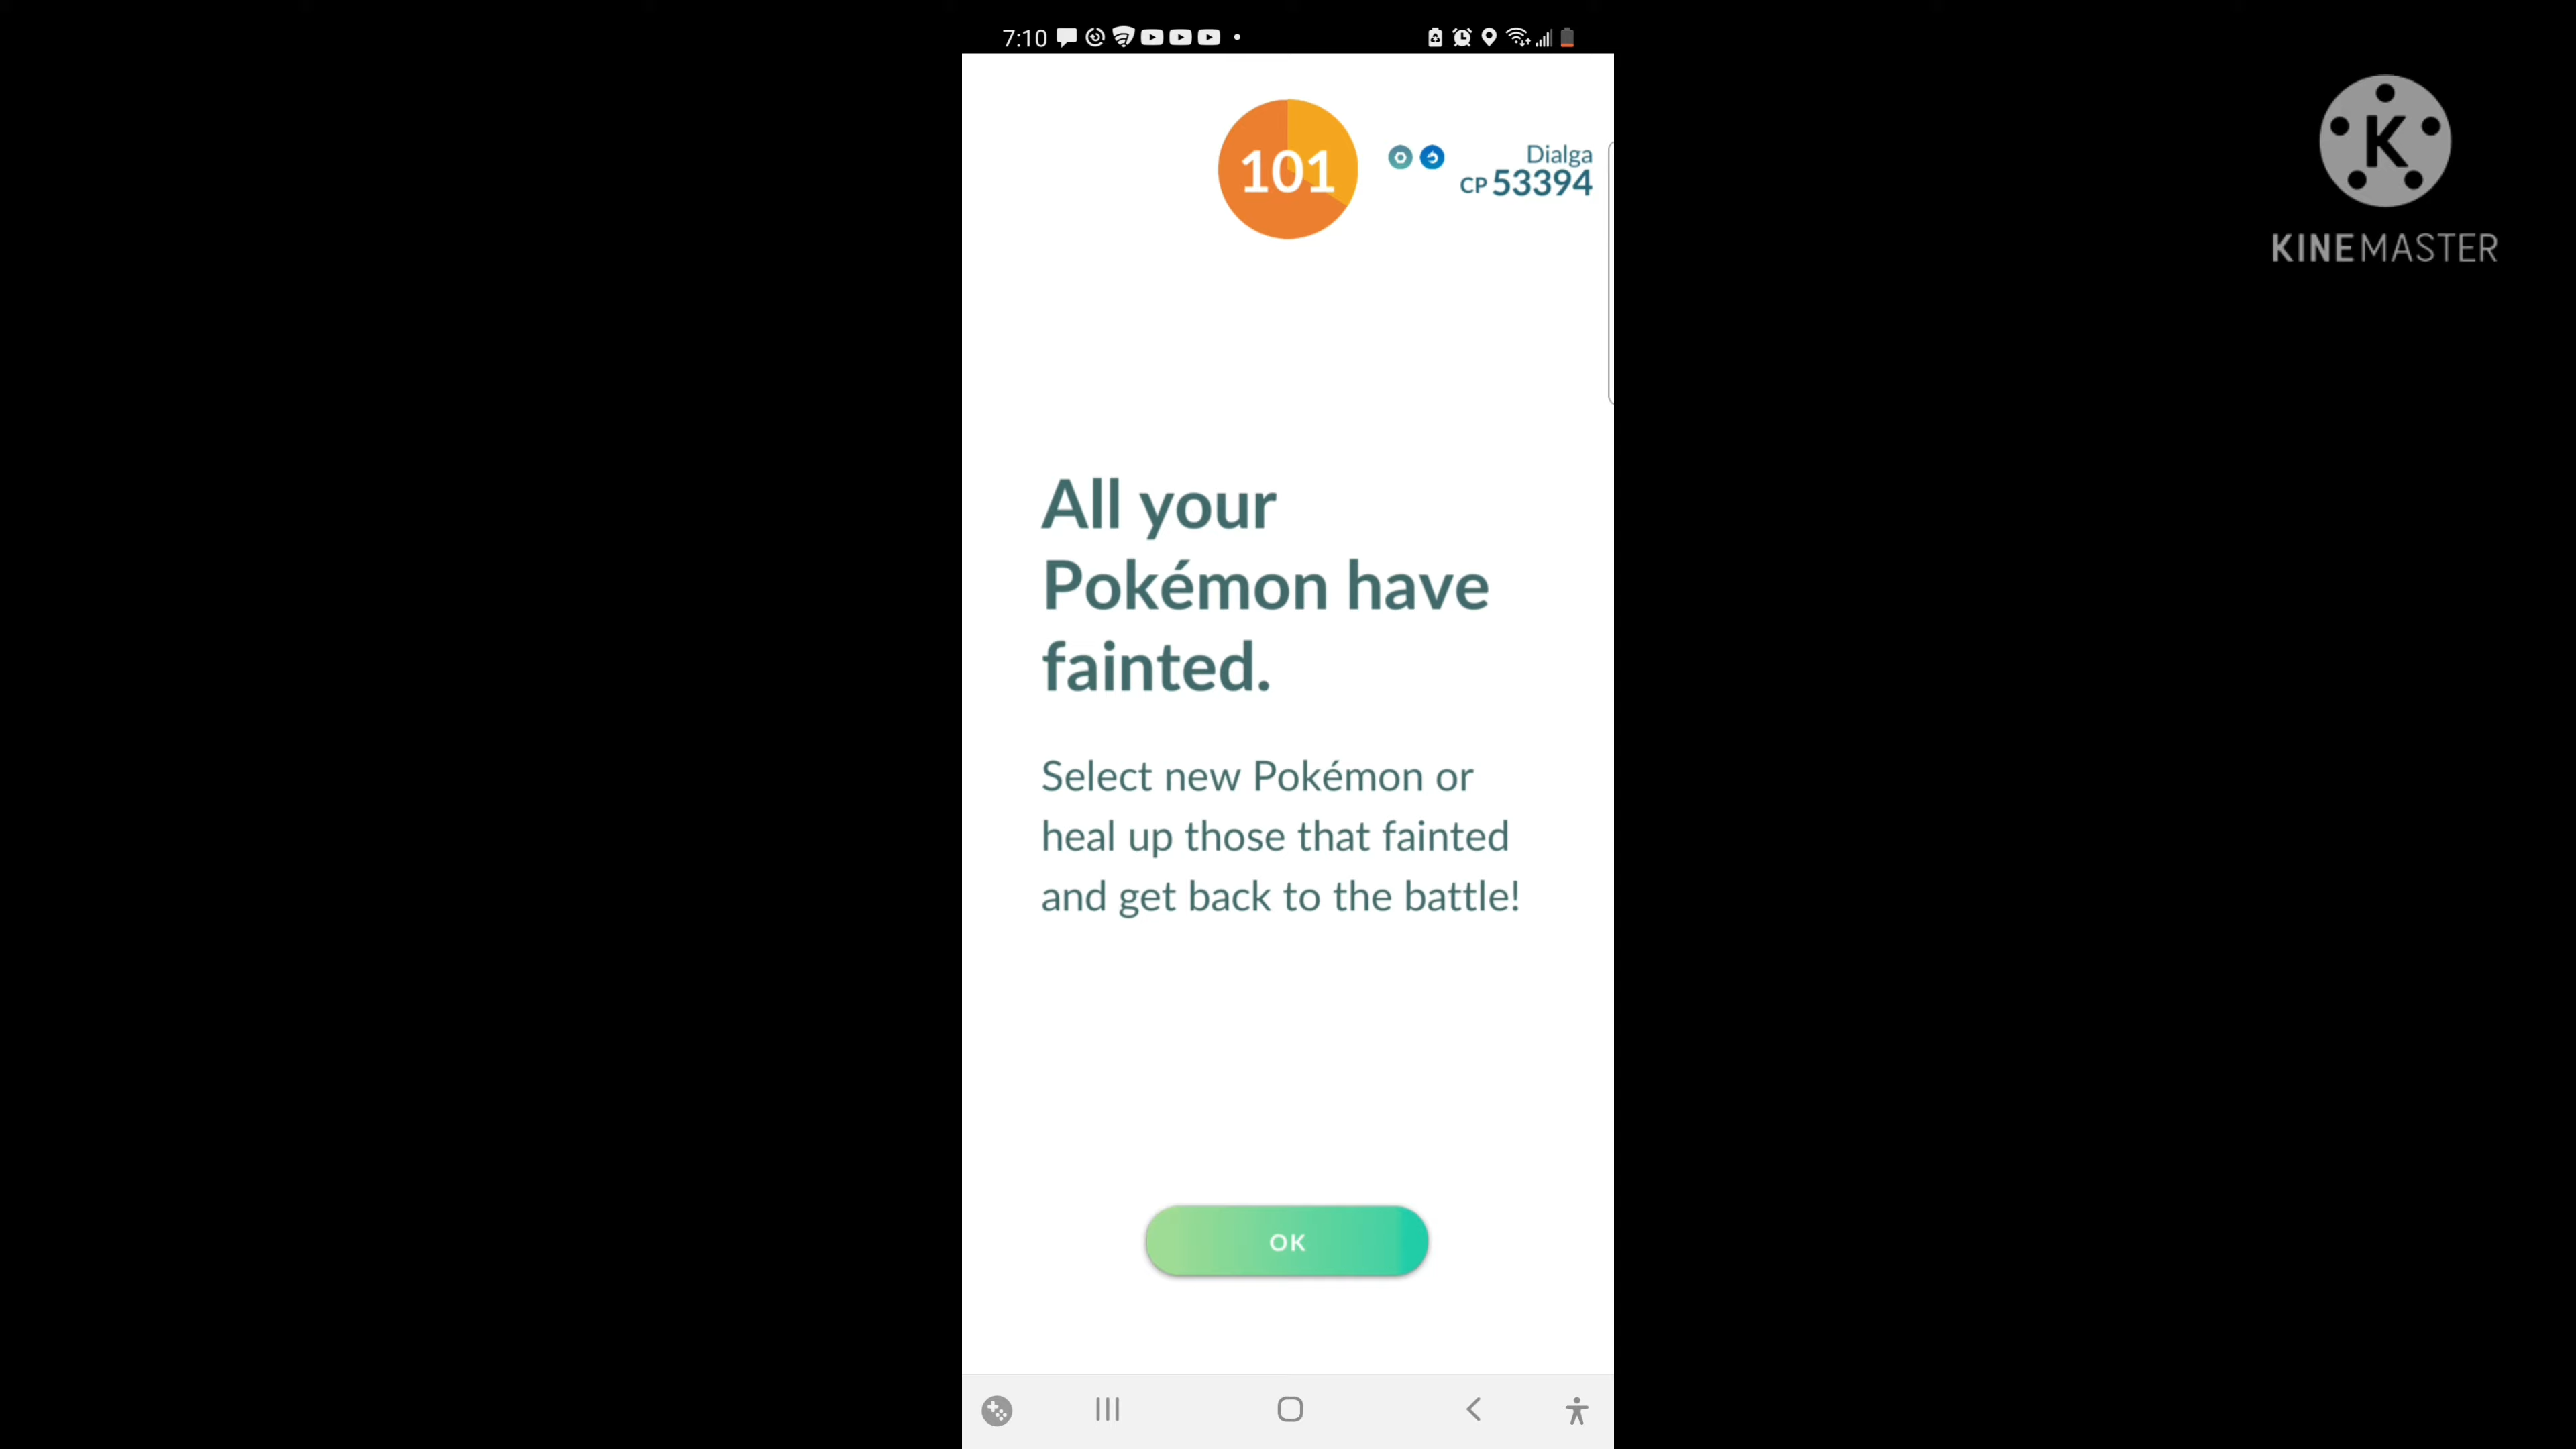 7:10
101
Dialga
CP 53394
K
KINEMASTER
All your
Pokémon have
fainted.
Select new Pokémon or
heal up those that fainted
and get back to the battle!
OK